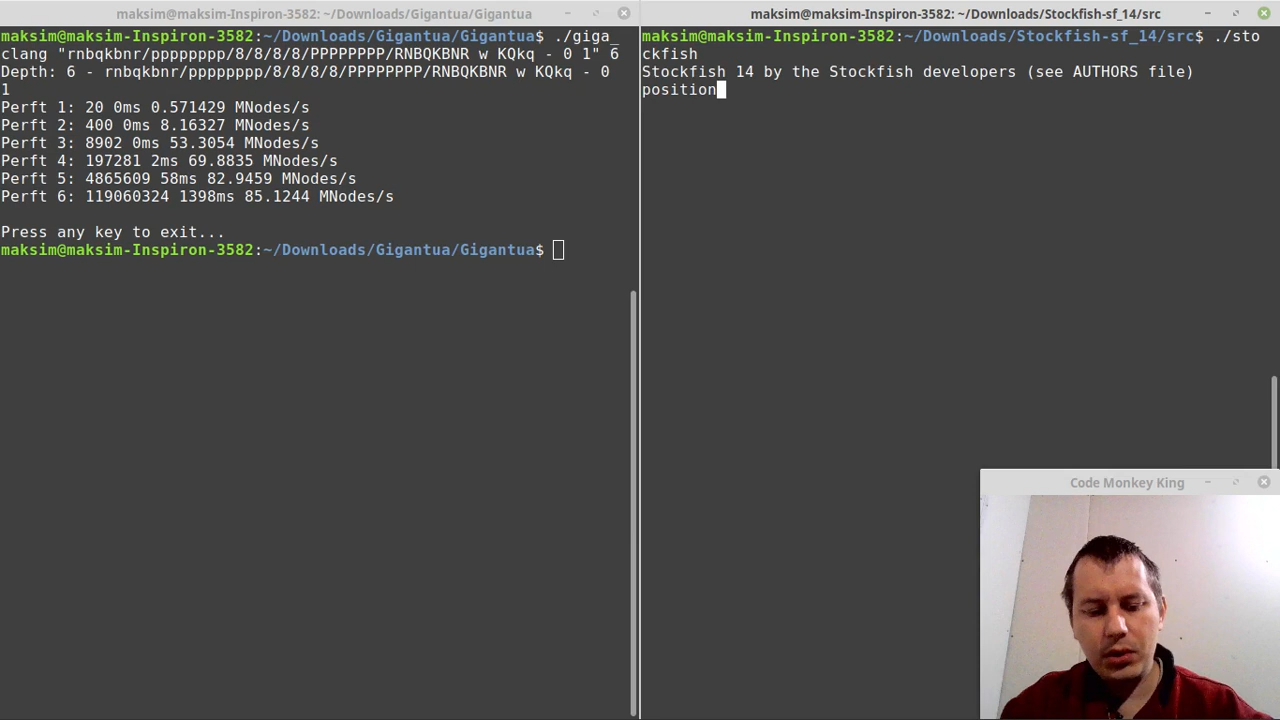 maksim@maksim-Inspiron-3582: ~/Downloads/Gigantua/Gigantua
maksim@maksim-Inspiron-3582:~/Downloads/Gigantua/Gigantua$ ./giga_
clang "rnbqkbnr/pppppppp/8/8/8/8/PPPPPPPP/RNBQKBNR w KQkq - 0 1" 6
Depth: 6 - rnbqkbnr/pppppppp/8/8/8/8/PPPPPPPP/RNBQKBNR w KQkq - 0
1
Perft 1: 20 0ms 0.571429 MNodes/s
Perft 2: 400 0ms 8.16327 MNodes/s
Perft 3: 8902 0ms 53.3054 MNodes/s
Perft 4: 197281 2ms 69.8835 MNodes/s
Perft 5: 4865609 58ms 82.9459 MNodes/s
Perft 6: 119060324 1398ms 85.1244 MNodes/s
Press any key to exit...
maksim@maksim-Inspiron-3582:~/Downloads/Gigantua/Gigantua$
maksim@maksim-Inspiron-3582: ~/Downloads/Stockfish-sf_14/src
maksim@maksim-Inspiron-3582:~/Downloads/Stockfish-sf_14/src$ ./sto
ckfish
Stockfish 14 by the Stockfish developers (see AUTHORS file)
position
Code Monkey King